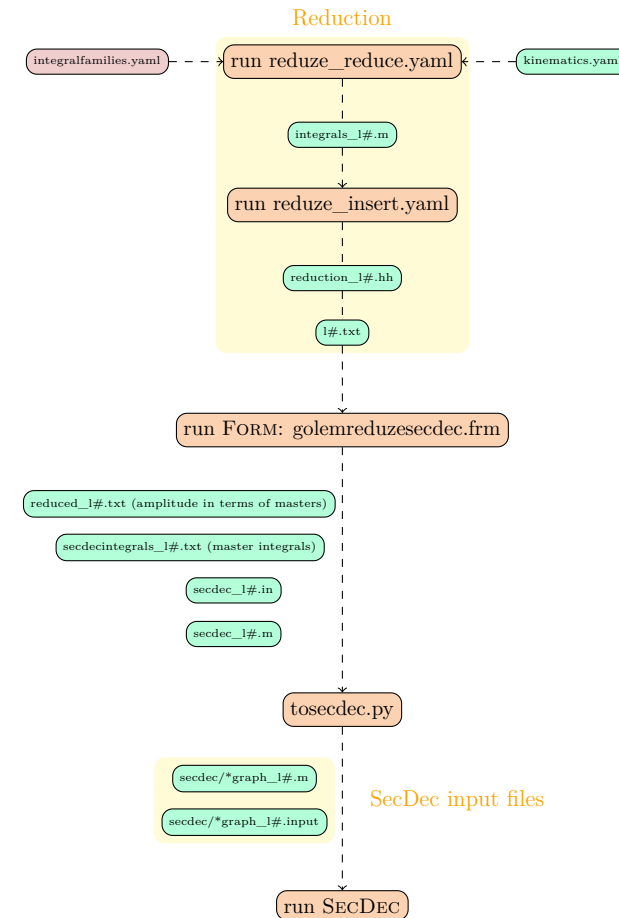 Reduction
integralfamilies.yaml
run reduze_reduce.yaml
kinematics.yaml
integrals_l#.m
run reduze_insert.yaml
reduction_l#.hh
l#.txt
run FORM: golemreduzesecdec.frm
reduced_l#.txt (amplitude in terms of masters)
secdecintegrals_l#.txt (master integrals)
secdec_l#.in
secdec_l#.m
tosecdec.py
secdec/*graph_l#.m
SecDec input files
secdec/*graph_l#.input
run SECDEC